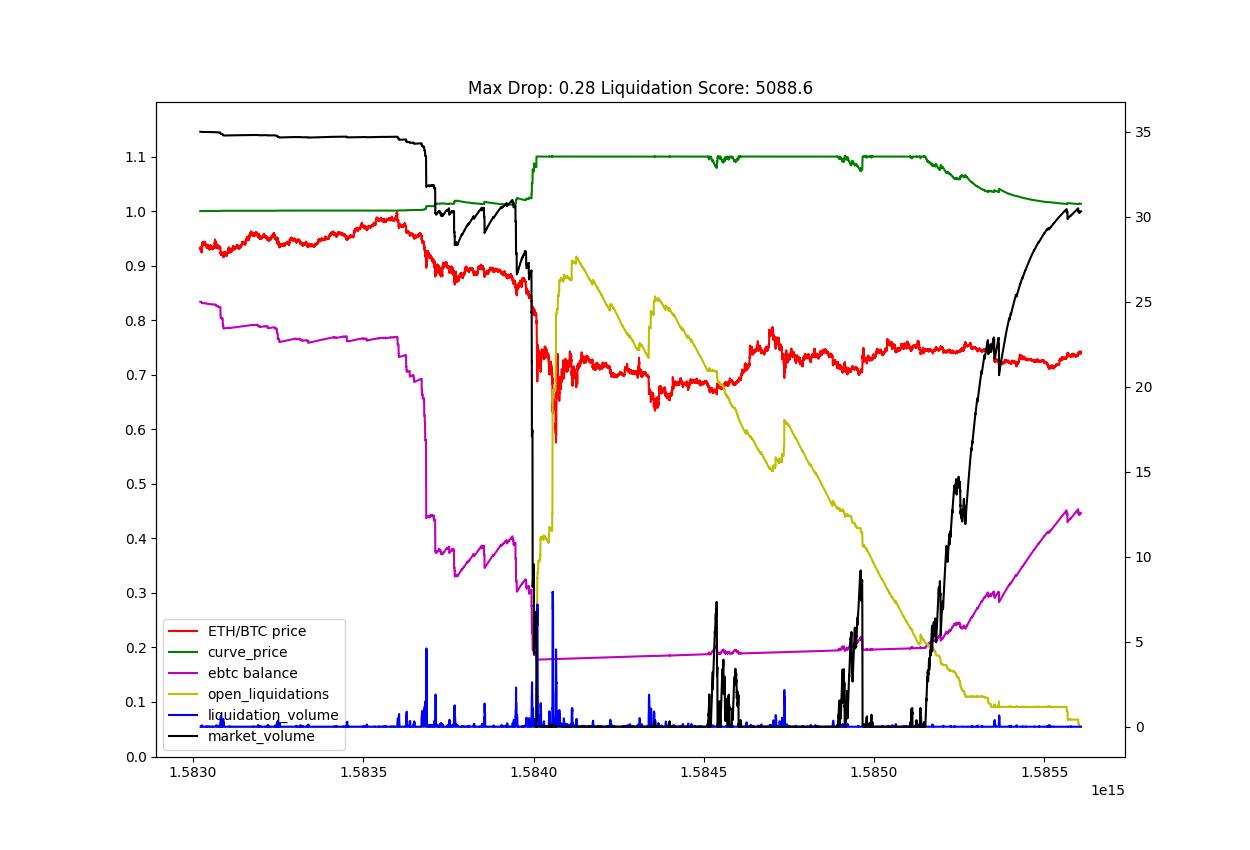 Max Drop: 0.28 Liquidation Score: 5088.6
1.1
1.0
0.9
0.8
0.7
0.6
0.5
0.4
0.3
0.2
0.1
0.0
35
30
25
20
15
10
5
0
ETH/BTC price
curve_price
ebtc balance
open_liquidations
liquidation_volume
market_volume
1.5830 1.5835 1.5840 1.5845 1.5850 1.5855
1e15